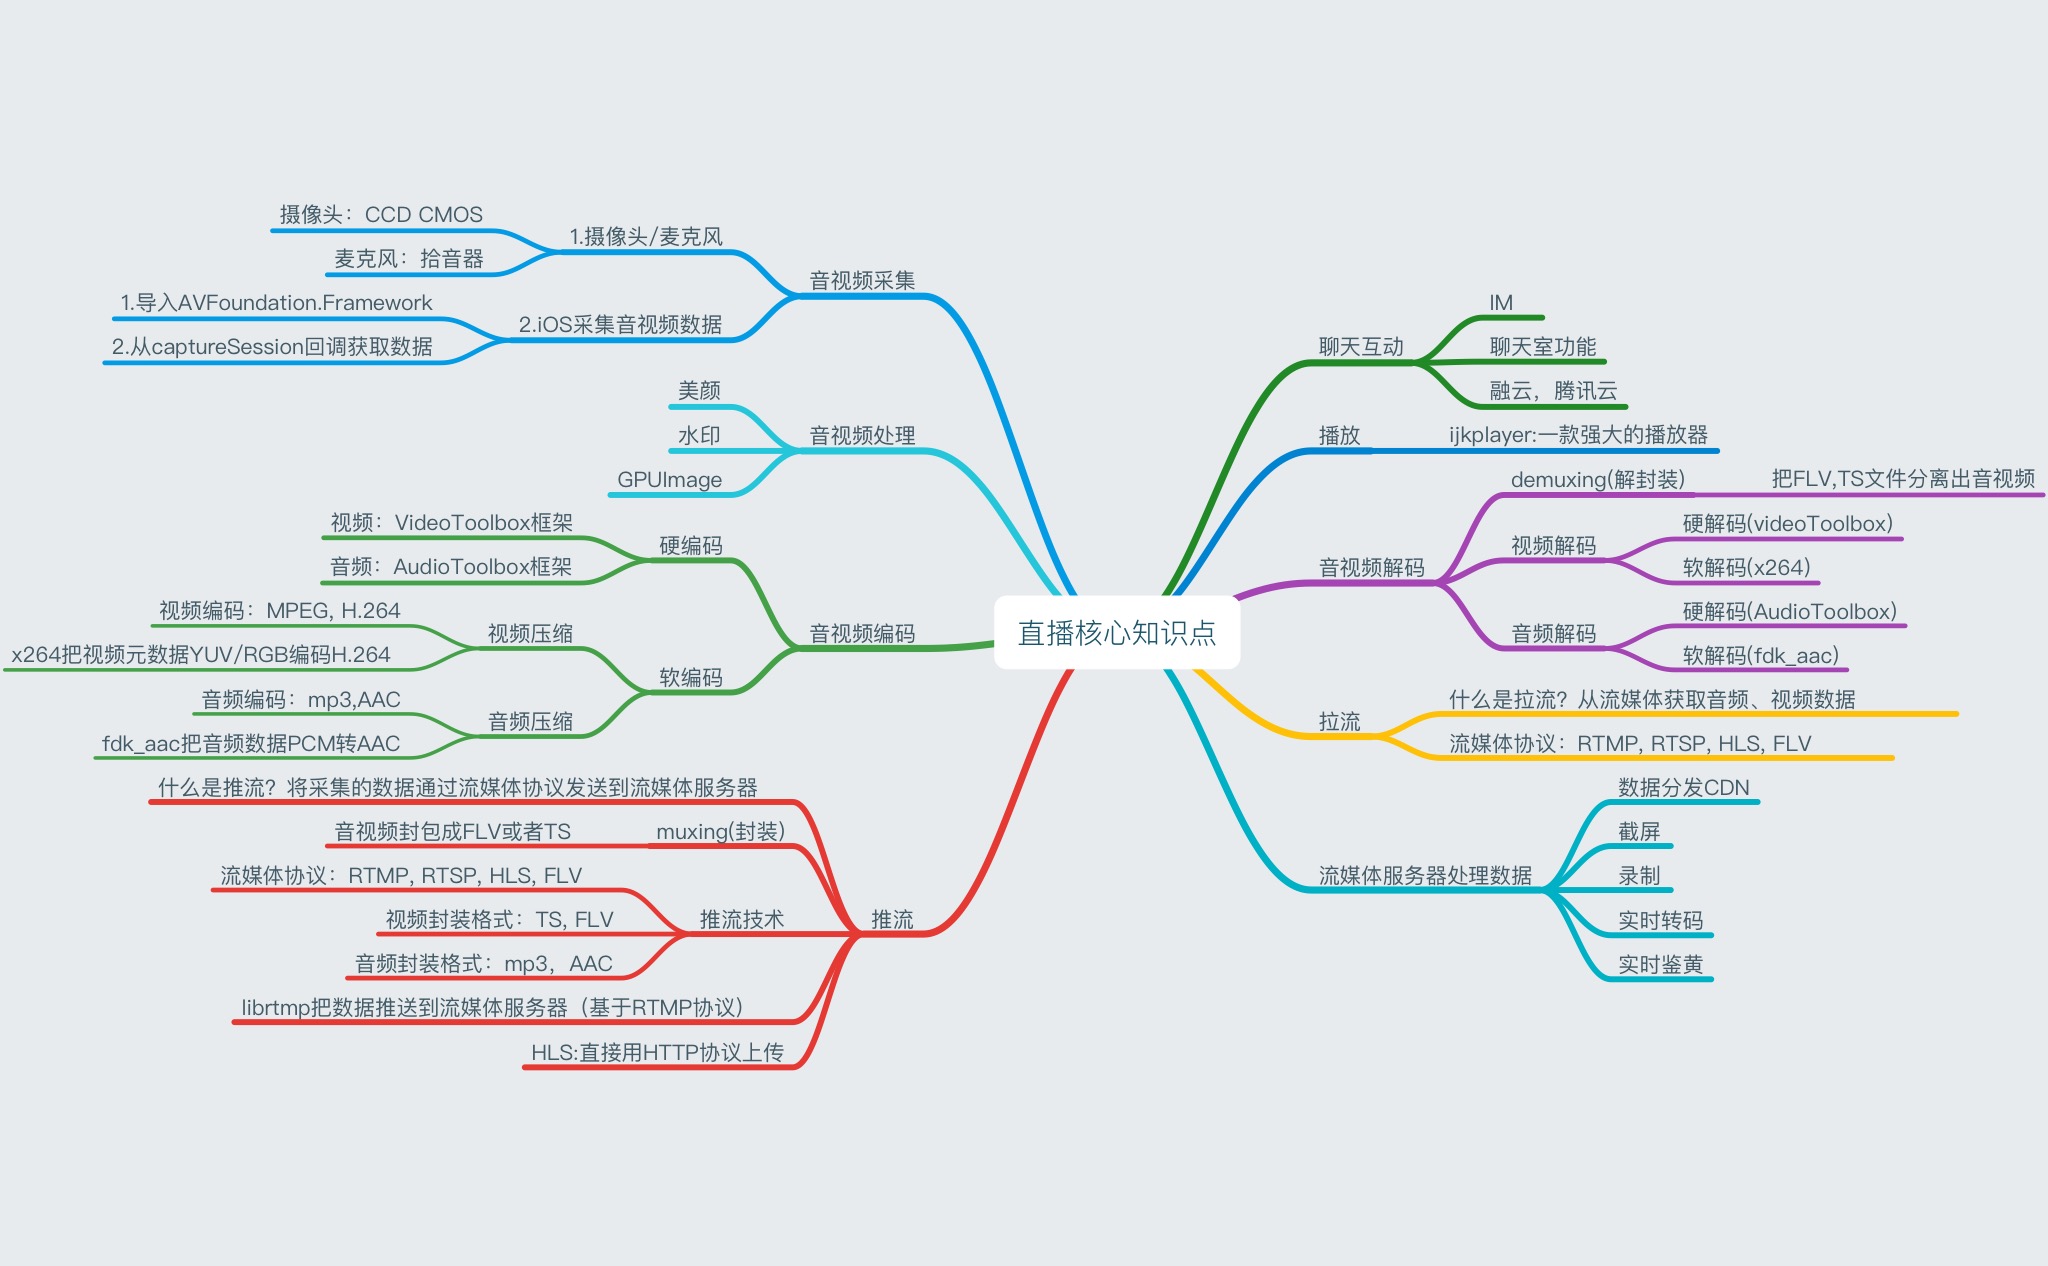 直播核心知识点
音视频采集
1.摄像头/麦克风
摄像头：CCD CMOS
麦克风：拾音器
2.iOS采集音视频数据
1.导入AVFoundation.Framework
2.从captureSession回调获取数据
音视频处理
美颜
水印
GPUImage
音视频编码
硬编码
视频：VideoToolbox框架
音频：AudioToolbox框架
软编码
视频压缩
视频编码：MPEG, H.264
x264把视频元数据YUV/RGB编码H.264
音频压缩
音频编码：mp3,AAC
fdk_aac把音频数据PCM转AAC
推流
什么是推流？将采集的数据通过流媒体协议发送到流媒体服务器
muxing(封装)
音视频封包成FLV或者TS
推流技术
流媒体协议：RTMP, RTSP, HLS, FLV
视频封装格式：TS, FLV
音频封装格式：mp3，AAC
librtmp把数据推送到流媒体服务器（基于RTMP协议）
HLS:直接用HTTP协议上传
聊天互动
IM
聊天室功能
融云，腾讯云
播放
ijkplayer:一款强大的播放器
音视频解码
demuxing(解封装)
把FLV,TS文件分离出音视频
视频解码
硬解码(videoToolbox)
软解码(x264)
音频解码
硬解码(AudioToolbox)
软解码(fdk_aac)
拉流
什么是拉流？从流媒体获取音频、视频数据
流媒体协议：RTMP, RTSP, HLS, FLV
流媒体服务器处理数据
数据分发CDN
截屏
录制
实时转码
实时鉴黄